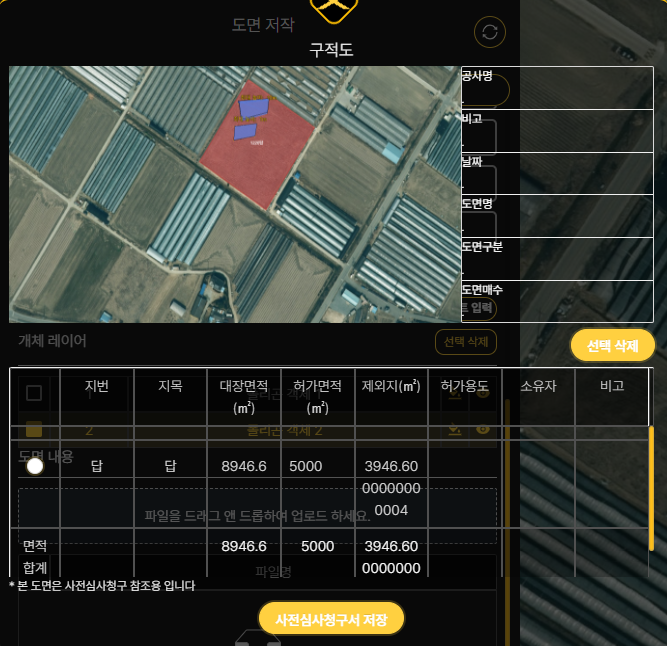 도면 저작
구적도
공사명
-
비고
-
날짜
-
도면명
-
도면구분
-
도면매수
-
트 입력
개체 레이어
선택 삭제
선택 삭제
지번 지목 대장면적(㎡) 허가면적(㎡) 제외지(㎡) 허가용도 소유자 비고
1 폴리곤 객체 1
2 폴리곤 객체 2
도면 내용
답 답 8946.6 5000 3946.60
0000000
0004
파일을 드래그 앤 드롭하여 업로드 하세요.
면적 8946.6 5000 3946.60
합계 0000000
파일명
* 본 도면은 사전심사청구 참조용 입니다
사전심사청구서 저장